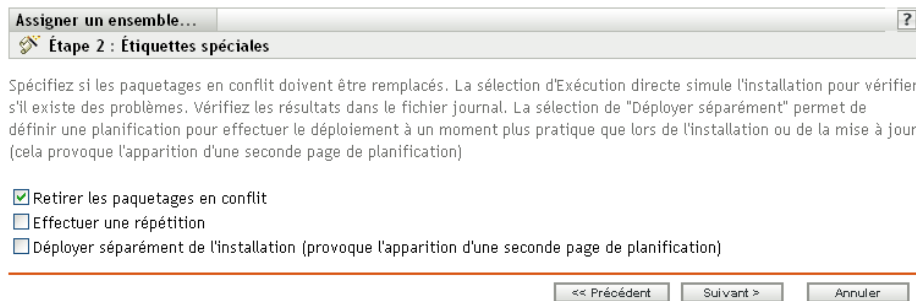 Assigner un ensemble...
?
Étape 2 : Étiquettes spéciales
Spécifiez si les paquetages en conflit doivent être remplacés. La sélection d'Exécution directe simule l'installation pour vérifier
s'il existe des problèmes. Vérifiez les résultats dans le fichier journal. La sélection de "Déployer séparément" permet de
définir une planification pour effectuer le déploiement à un moment plus pratique que lors de l'installation ou de la mise à jour
(cela provoque l'apparition d'une seconde page de planification)
Retirer les paquetages en conflit
Effectuer une répétition
Déployer séparément de l'installation (provoque l'apparition d'une seconde page de planification)
<< Précédent Suivant > Annuler